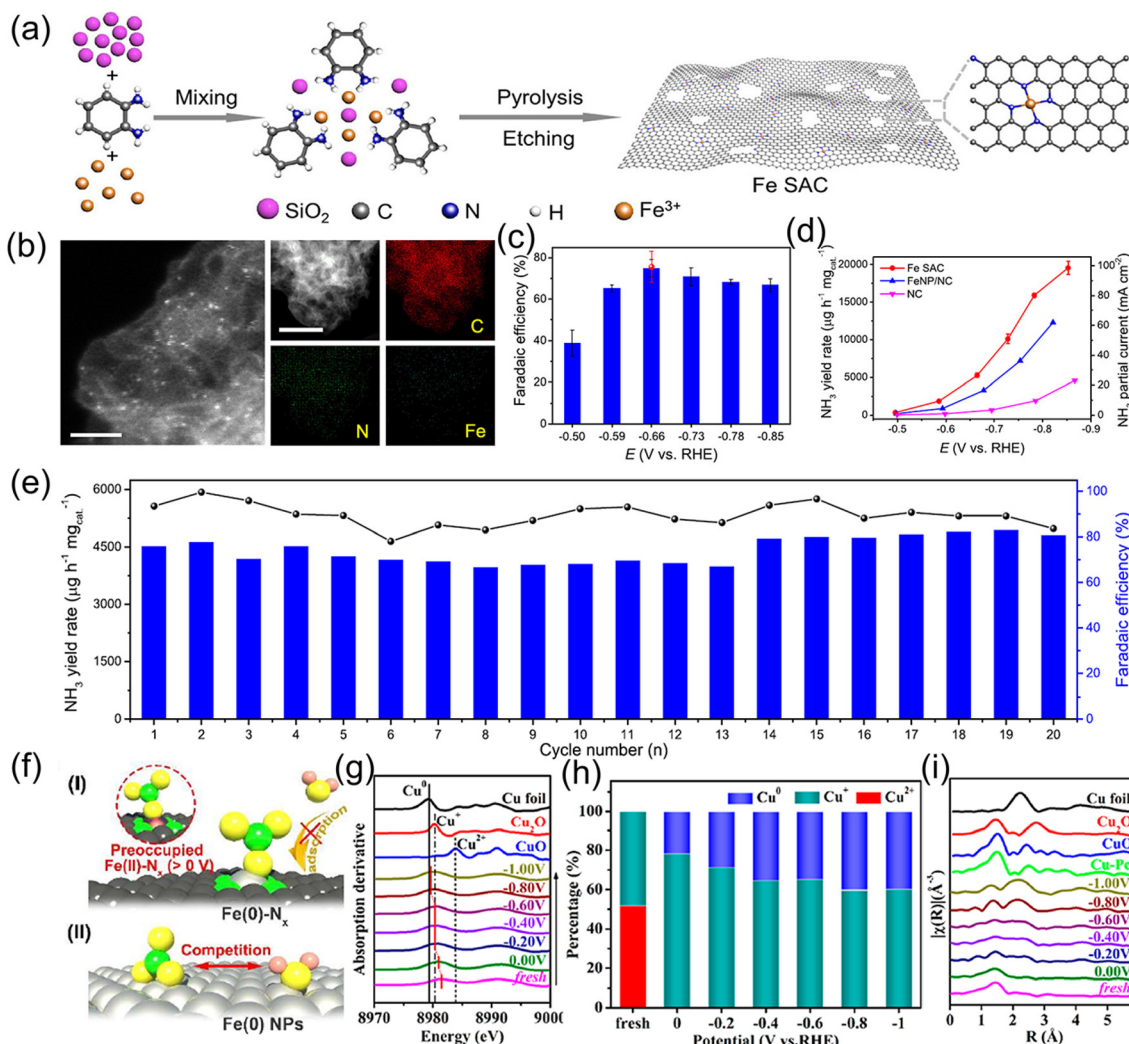 (a)
+
+
Mixing
Pyrolysis
Etching
Fe SAC
SiO2 C N H Fe3+
(b)
C
N
Fe
(c)
Faradaic efficiency (%)
80
60
40
20
0
-0.50 -0.59 -0.66 -0.73 -0.78 -0.85
E (V vs. RHE)
(d)
NH3 yield rate (µg h-1 mgcat.-1)
20000
15000
10000
5000
0
Fe SAC
FeNP/NC
NC
100
80
60
40
20
0
NH3 partial current (mA cm-2)
-0.5 -0.6 -0.7 -0.8 -0.9
E (V vs. RHE)
(e)
NH3 yield rate (µg h-1 mgcat.-1)
6000
4500
3000
1500
0
100
80
60
40
20
0
Faradaic efficiency (%)
1 2 3 4 5 6 7 8 9 10 11 12 13 14 15 16 17 18 19 20
Cycle number (n)
(f)
(I)
Preoccupied
Fe(II)-Nx (> 0 V)
adsorption
Fe(0)-Nx
(II)
Competition
Fe(0) NPs
(g)
Absorption derivative
Cu0
Cu+
Cu2+
Cu foil
Cu2O
CuO
-1.00V
-0.80V
-0.60V
-0.40V
-0.20V
0.00V
fresh
8970 8980 8990 9000
Energy (eV)
(h)
Cu0 Cu+ Cu2+
Percentage (%)
100
80
60
40
20
0
fresh 0 -0.2 -0.4 -0.6 -0.8 -1
Potential (V vs.RHE)
(i)
|χ(R)|(Å-3)
Cu foil
Cu2O
CuO
Cu-Pc
-1.00V
-0.80V
-0.60V
-0.40V
-0.20V
0.00V
fresh
0 1 2 3 4 5
R (Å)